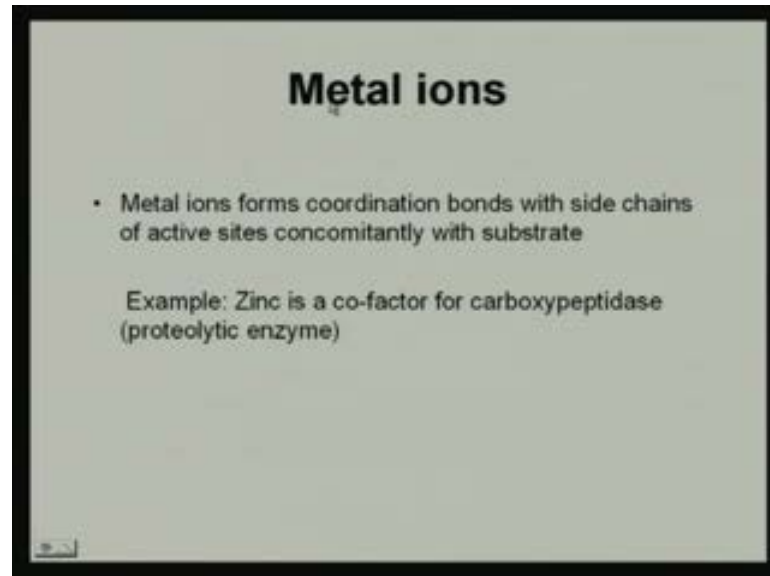 Metal ions
• Metal ions forms coordination bonds with side chains
of active sites concomitantly with substrate
Example: Zinc is a co-factor for carboxypeptidase
(proteolytic enzyme)